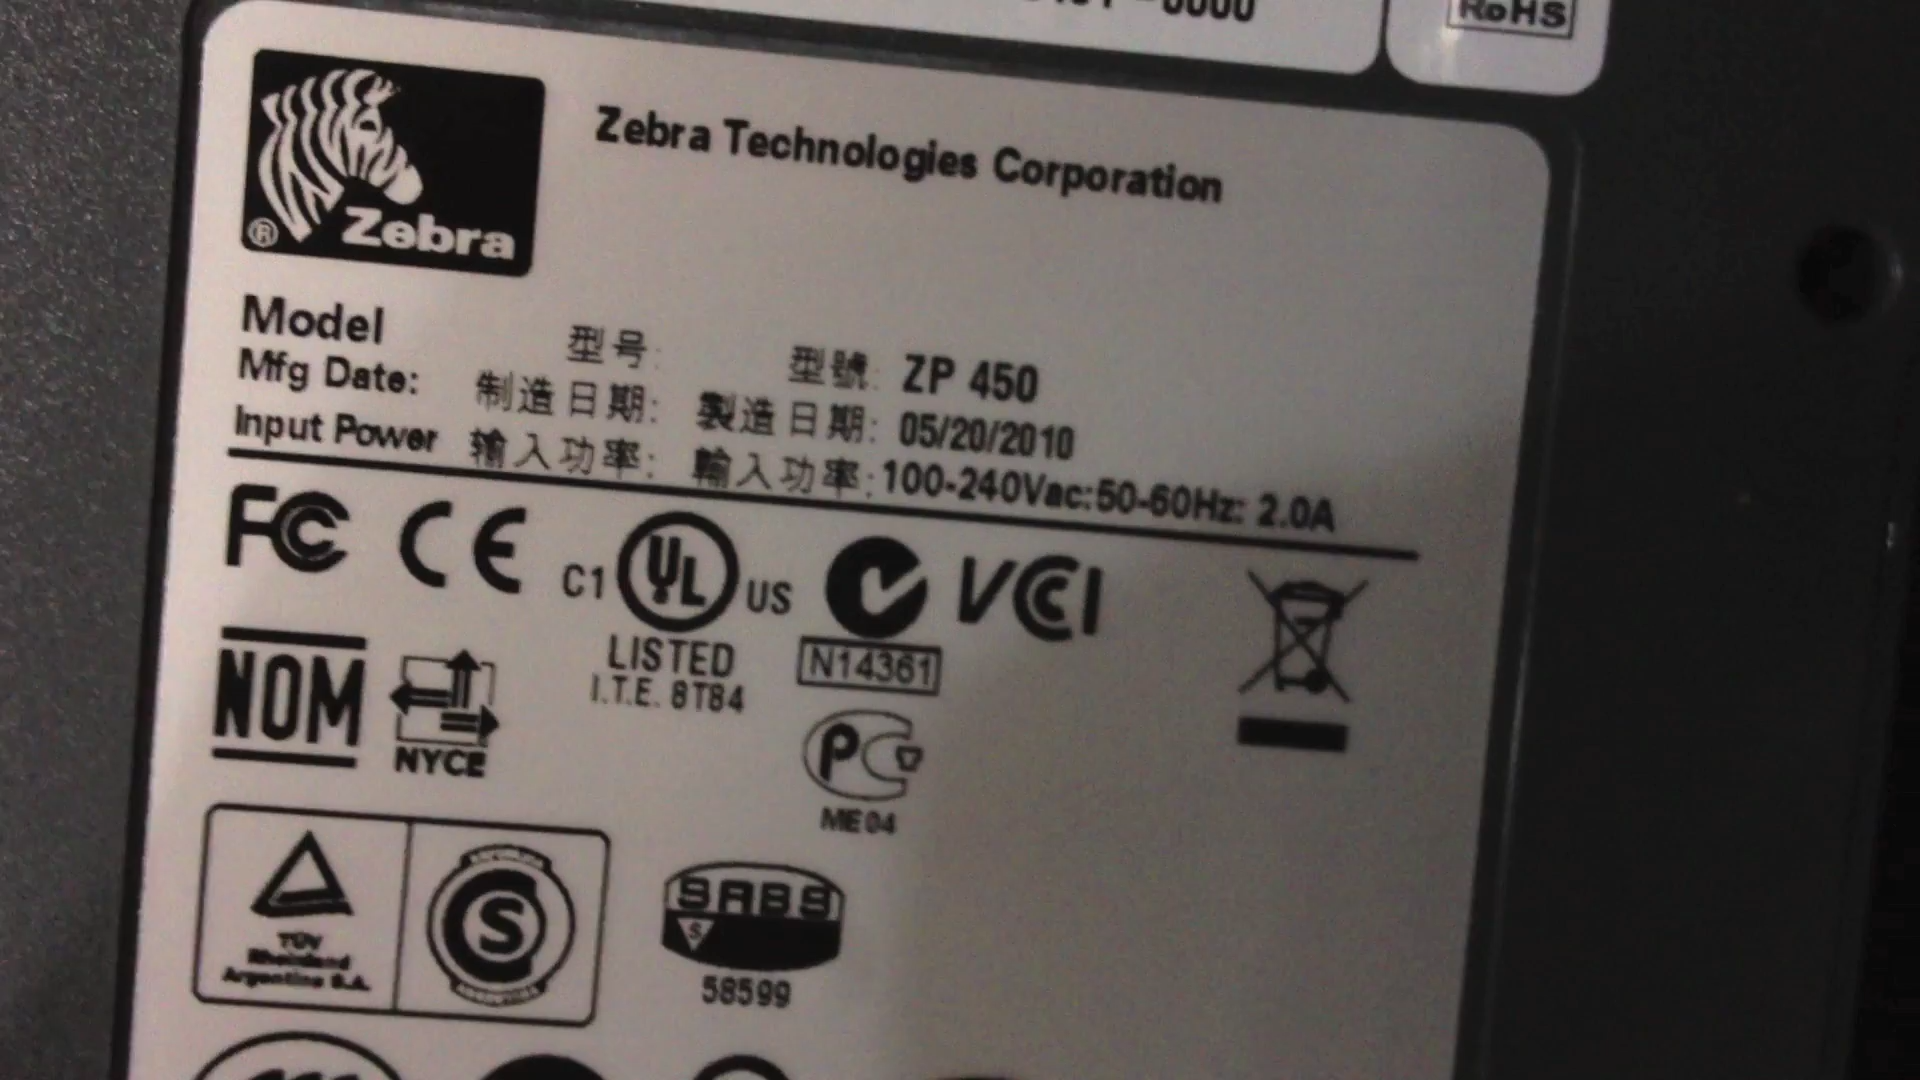 -0000
RoHS
Zebra
®
Zebra Technologies Corporation
Model 型号: 型號: ZP 450
Mfg Date: 制造日期: 製造日期: 05/20/2010
Input Power 输入功率: 輸入功率: 100-240Vac:50-60Hz: 2.0A
FC CE C1 UL US VCI
LISTED
I.T.E. 8T84
N14361
NOM
NYCE
PC
ME04
TÜV
Rheinland
Argentina S.A.
S
ARGENTINA
SABS
S
58599